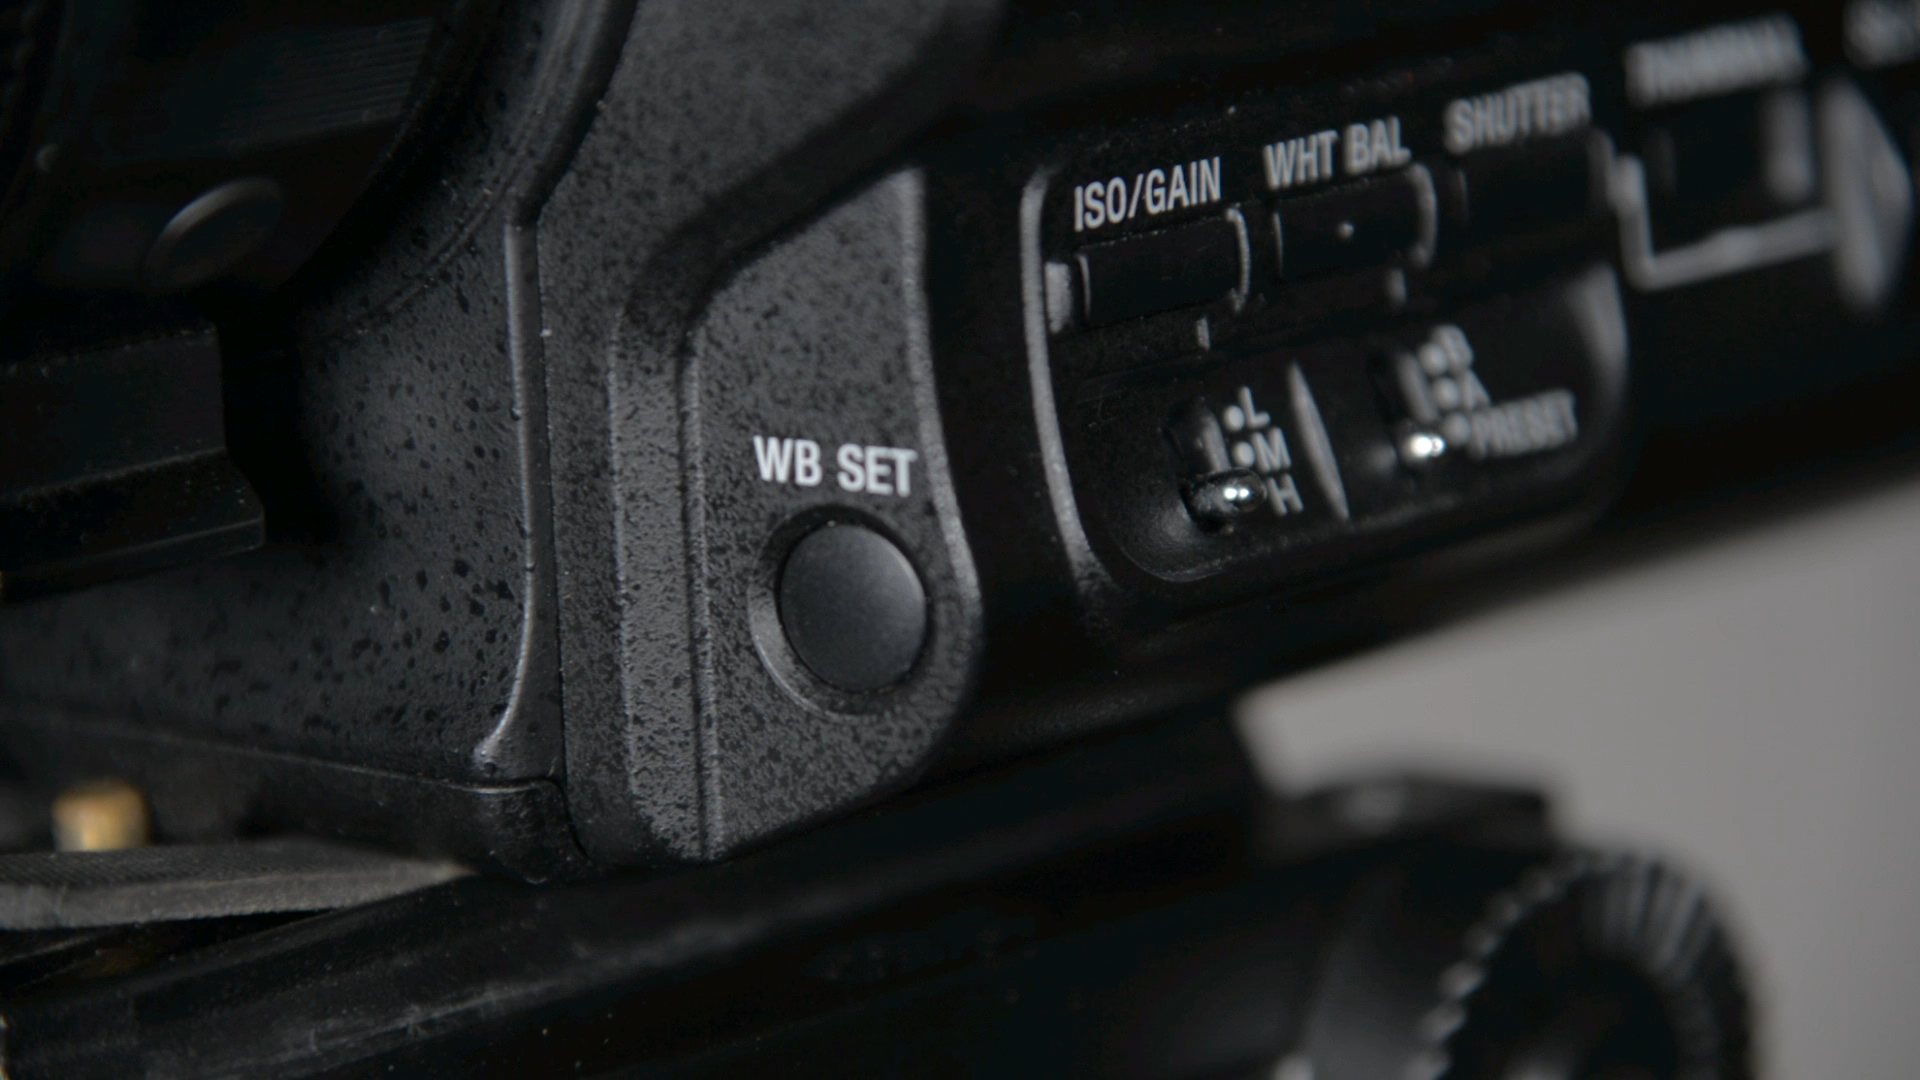 ISO/GAIN
WHT BAL
SHUTTER
L
M
H
B
A
PRESET
WB SET